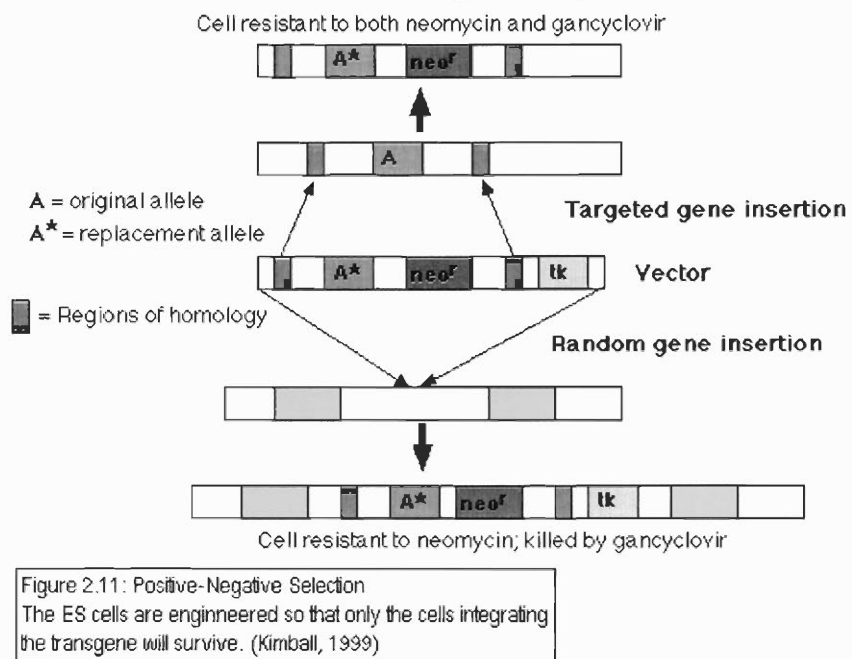 Cell resistant to both neomycin and gancyclovir
A* neoʳ
A
A = original allele
A* = replacement allele
Targeted gene insertion
A* neoʳ tk Vector
= Regions of homology
Random gene insertion
A* neoʳ tk
Cell resistant to neomycin; killed by gancyclovir
Figure 2.11: Positive-Negative Selection
The ES cells are enginneered so that only the cells integrating
the transgene will survive. (Kimball, 1999)